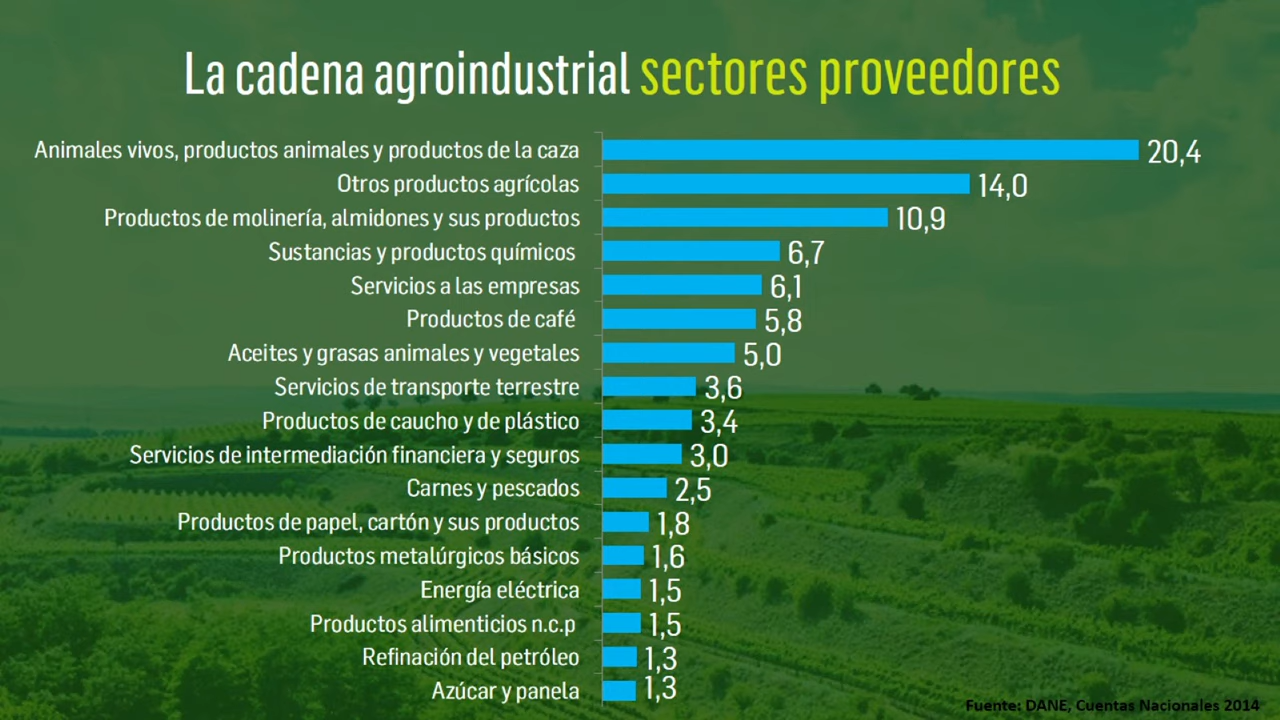 La cadena agroindustrial sectores proveedores
Animales vivos, productos animales y productos de la caza 20,4
Otros productos agrícolas 14,0
Productos de molinería, almidones y sus productos 10,9
Sustancias y productos químicos 6,7
Servicios a las empresas 6,1
Productos de café 5,8
Aceites y grasas animales y vegetales 5,0
Servicios de transporte terrestre 3,6
Productos de caucho y de plástico 3,4
Servicios de intermediación financiera y seguros 3,0
Carnes y pescados 2,5
Productos de papel, cartón y sus productos 1,8
Productos metalúrgicos básicos 1,6
Energía eléctrica 1,5
Productos alimenticios n.c.p 1,5
Refinación del petróleo 1,3
Azúcar y panela 1,3
Fuente: DANE, Cuentas Nacionales 2014